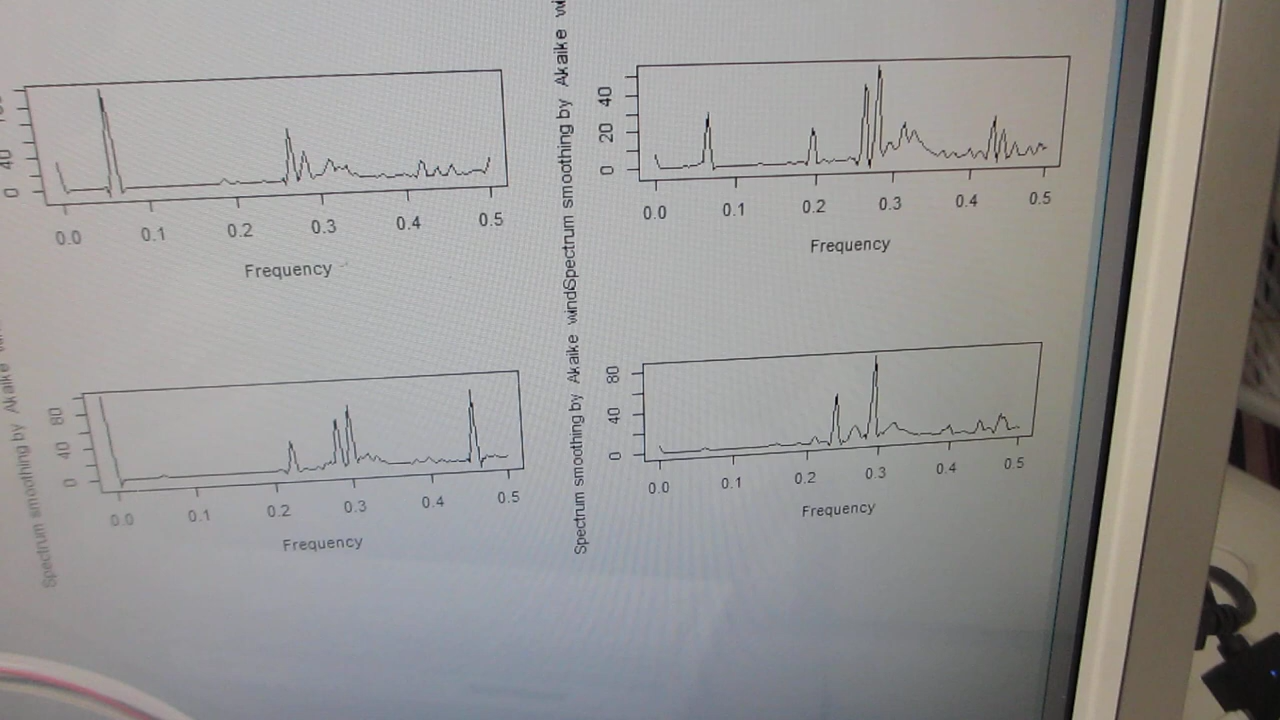 40
0
0.0 0.1 0.2 0.3 0.4 0.5
Frequency
Spectrum smoothing by Akaike wi
40
20
0
0.0 0.1 0.2 0.3 0.4 0.5
Frequency
Spectrum smoothing by Akaike
80
40
0
0.0 0.1 0.2 0.3 0.4 0.5
Frequency
Spectrum smoothing by Akaike wind
80
40
0
0.0 0.1 0.2 0.3 0.4 0.5
Frequency